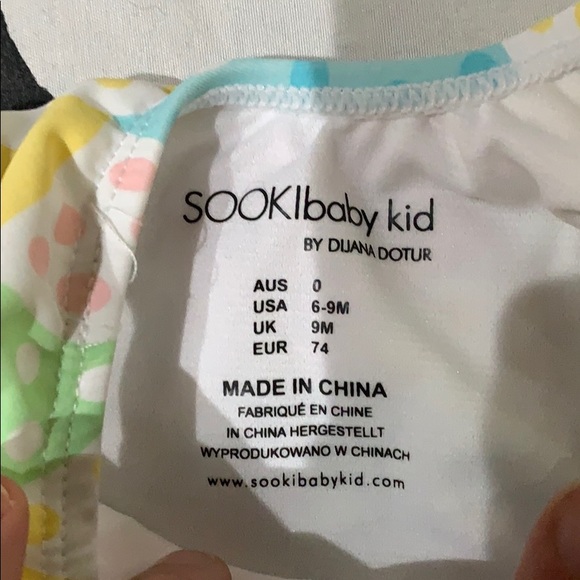 SOOKIbaby kid
BY DIJANA DOTUR
AUS 0
USA 6-9M
UK 9M
EUR 74
MADE IN CHINA
FABRIQUÉ EN CHINE
IN CHINA HERGESTELLT
WYPRODUKOWANO W CHINACH
www.sookibabykid.com